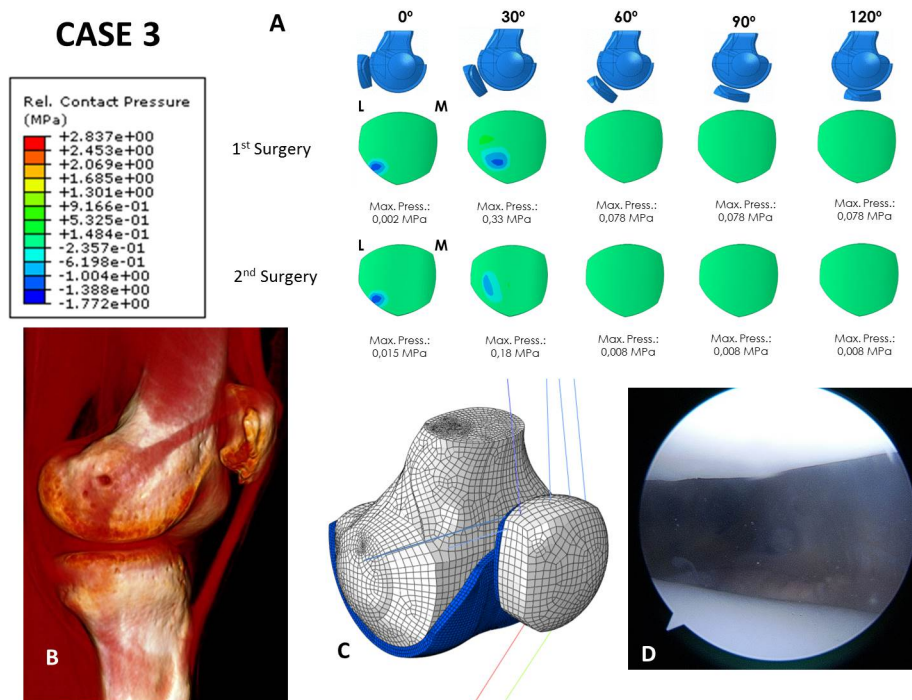 CASE 3
A
0º 30º 60º 90º 120º
Rel. Contact Pressure
(MPa)
+2.837e+00
+2.453e+00
+2.069e+00
+1.685e+00
+1.301e+00
+9.166e-01
+5.325e-01
+1.484e-01
-2.357e-01
-6.198e-01
-1.004e+00
-1.388e+00
-1.772e+00
L M
1st Surgery
Max. Press.: Max. Press.: Max. Press.: Max. Press.: Max. Press.:
0,002 MPa 0,33 MPa 0,078 MPa 0,078 MPa 0,078 MPa
L M
2nd Surgery
Max. Press.: Max. Press.: Max. Press.: Max. Press.: Max. Press.:
0,015 MPa 0,18 MPa 0,008 MPa 0,008 MPa 0,008 MPa
B
C
D